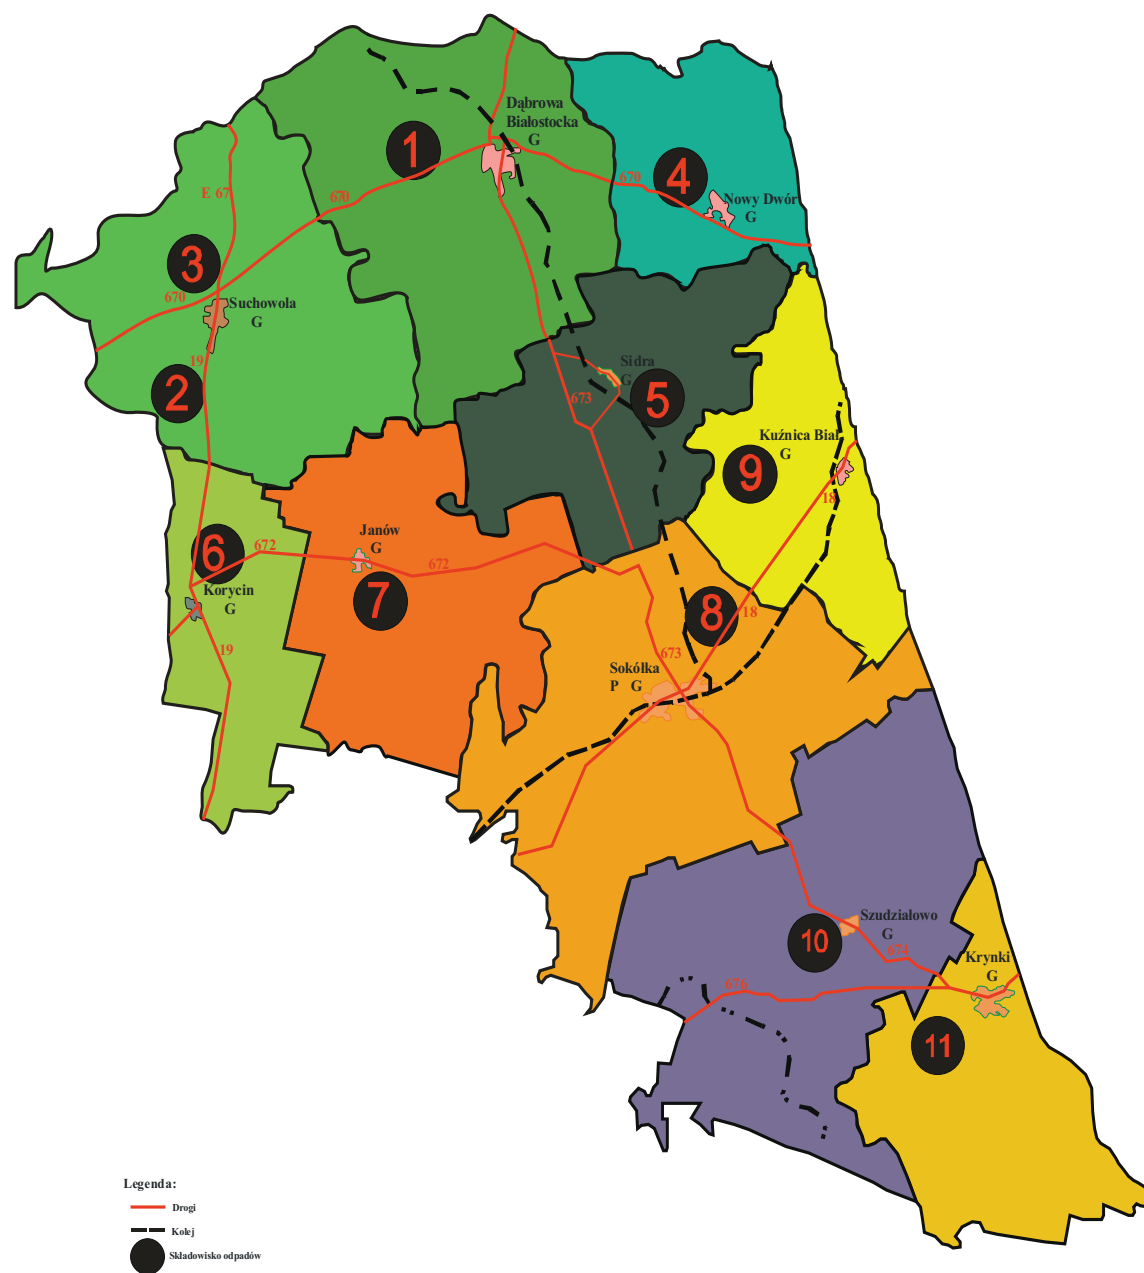 Dąbrowa
Białostocka
G
1
670
4
Nowy Dwór
G
E 67
670
3
670
Suchowola
G
19
2
Sidra
G
5
673
Kuźnica Biał.
G
9
18
6
672
Janów
G
672
7
Korycin
G
19
8
18
673
Sokółka
P G
Szudziałowo
G
10
674
Krynki
G
676
11
Legenda:
Drogi
Kolej
Składowisko odpadów